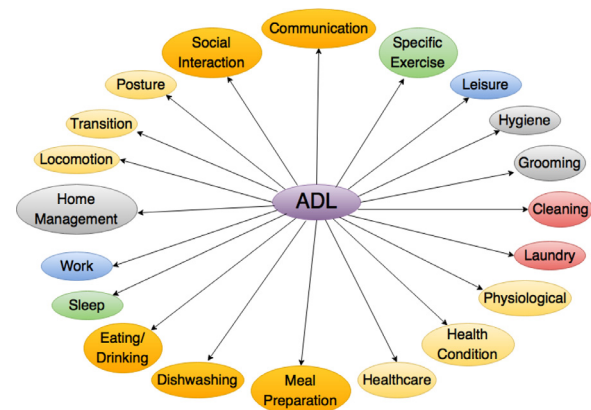 Communication
Social
Interaction
Specific
Exercise
Posture
Leisure
Transition
Hygiene
Locomotion
Grooming
Home
Management
ADL
Cleaning
Work
Laundry
Sleep
Physiological
Eating/
Drinking
Health
Condition
Dishwashing
Meal
Preparation
Healthcare